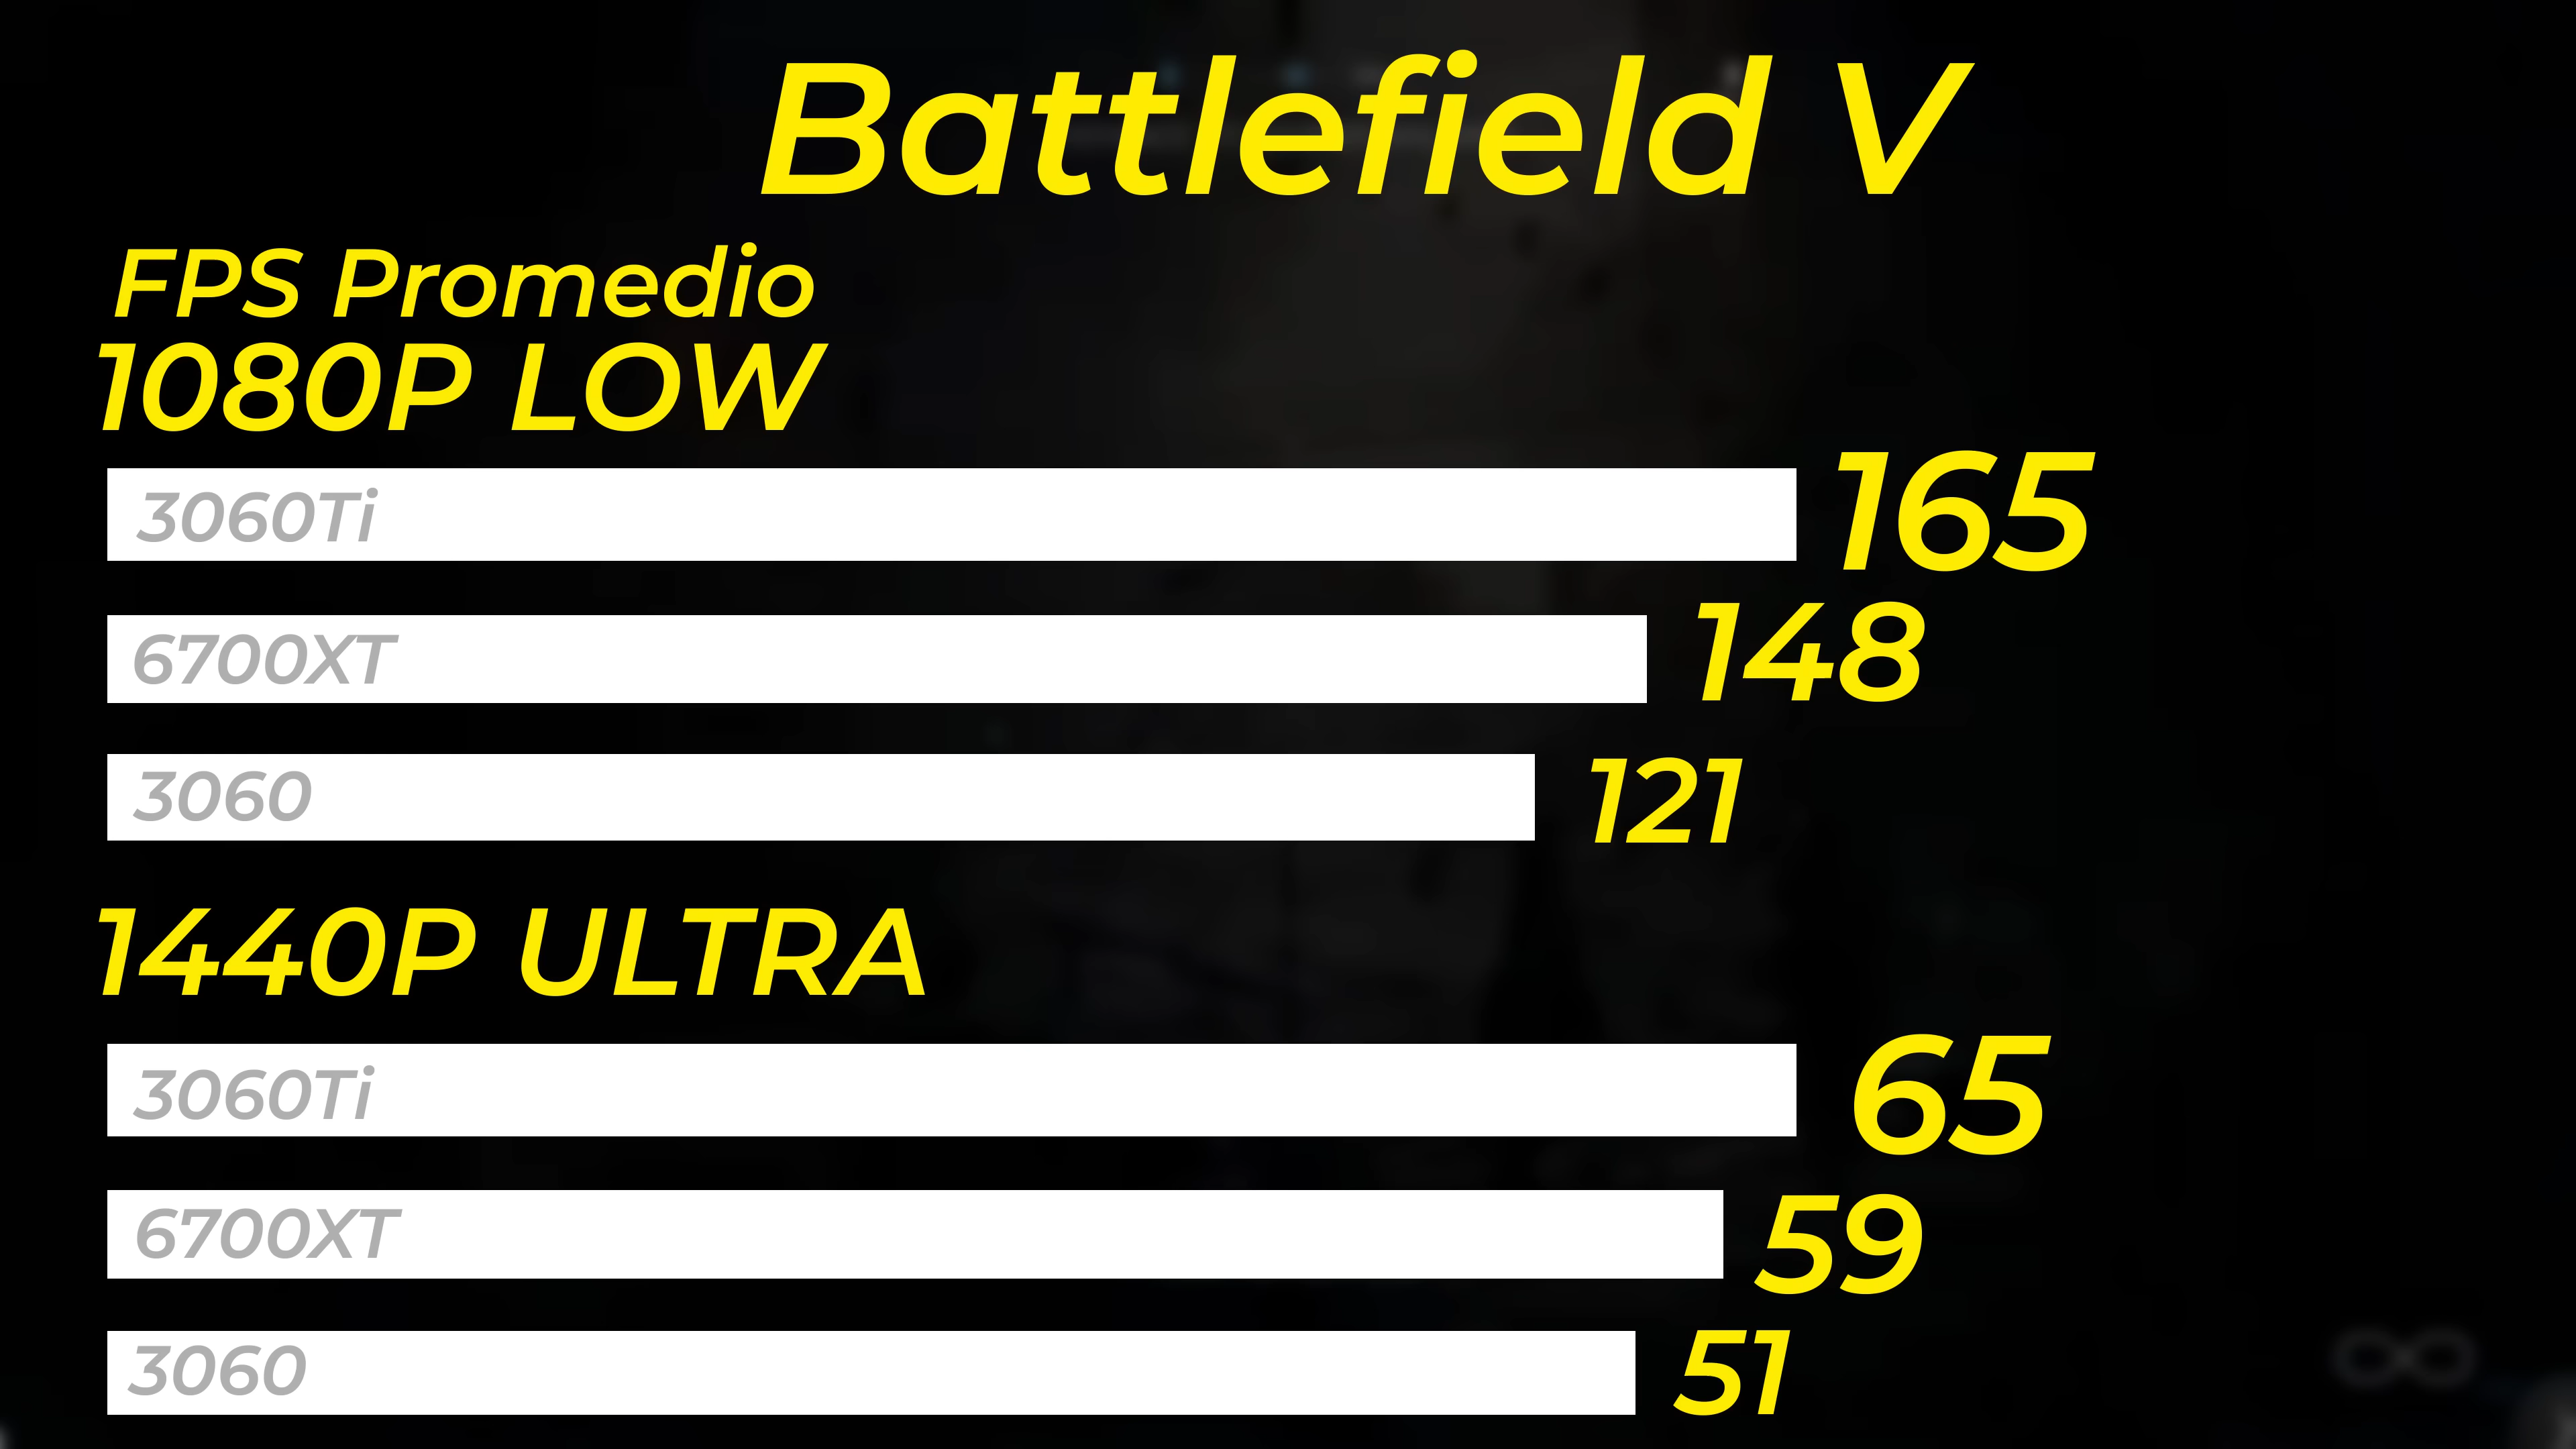 Battlefield V
FPS Promedio
1080P LOW
3060Ti 165
6700XT 148
3060 121
1440P ULTRA
3060Ti 65
6700XT 59
3060 51